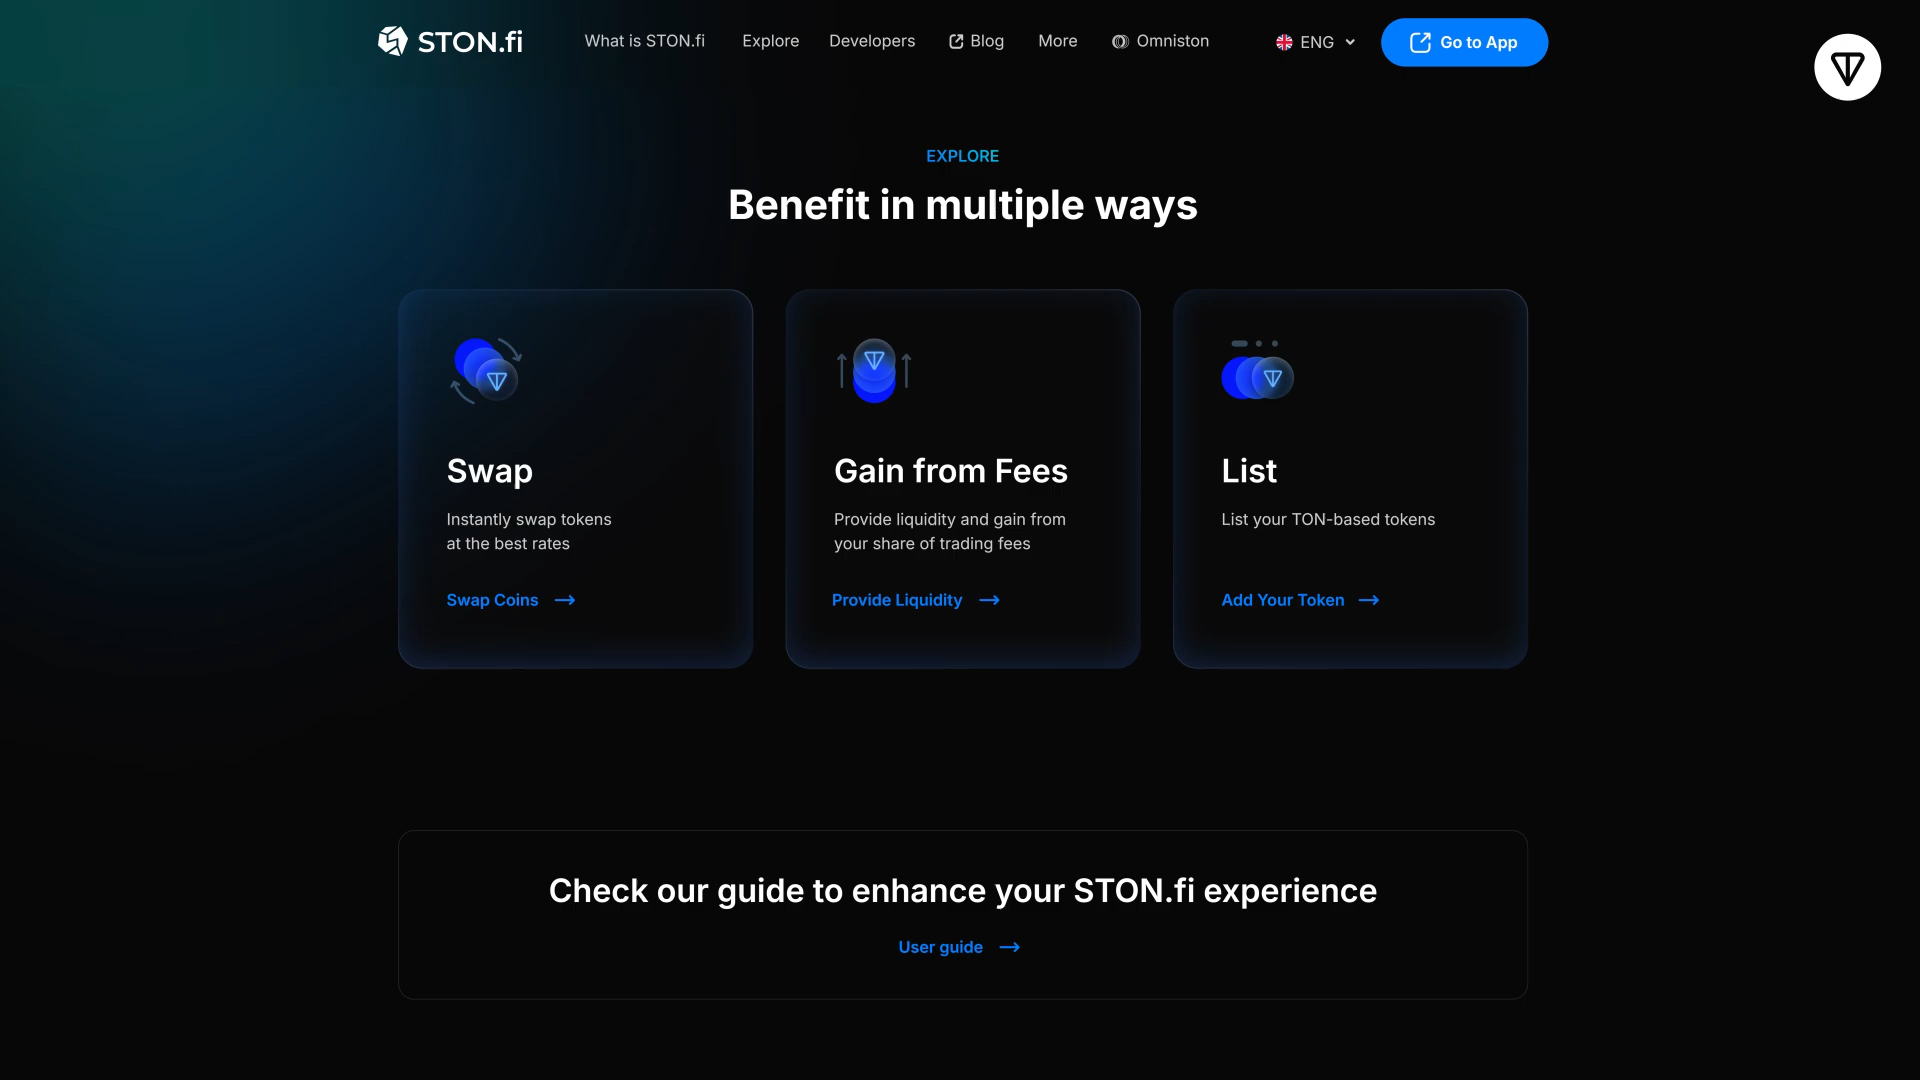 STON.fi
What is STON.fi
Explore
Developers
Blog
More
Omniston
ENG
Go to App
EXPLORE
Benefit in multiple ways
Swap
Instantly swap tokens
at the best rates
Swap Coins
Gain from Fees
Provide liquidity and gain from
your share of trading fees
Provide Liquidity
List
List your TON-based tokens
Add Your Token
Check our guide to enhance your STON.fi experience
User guide